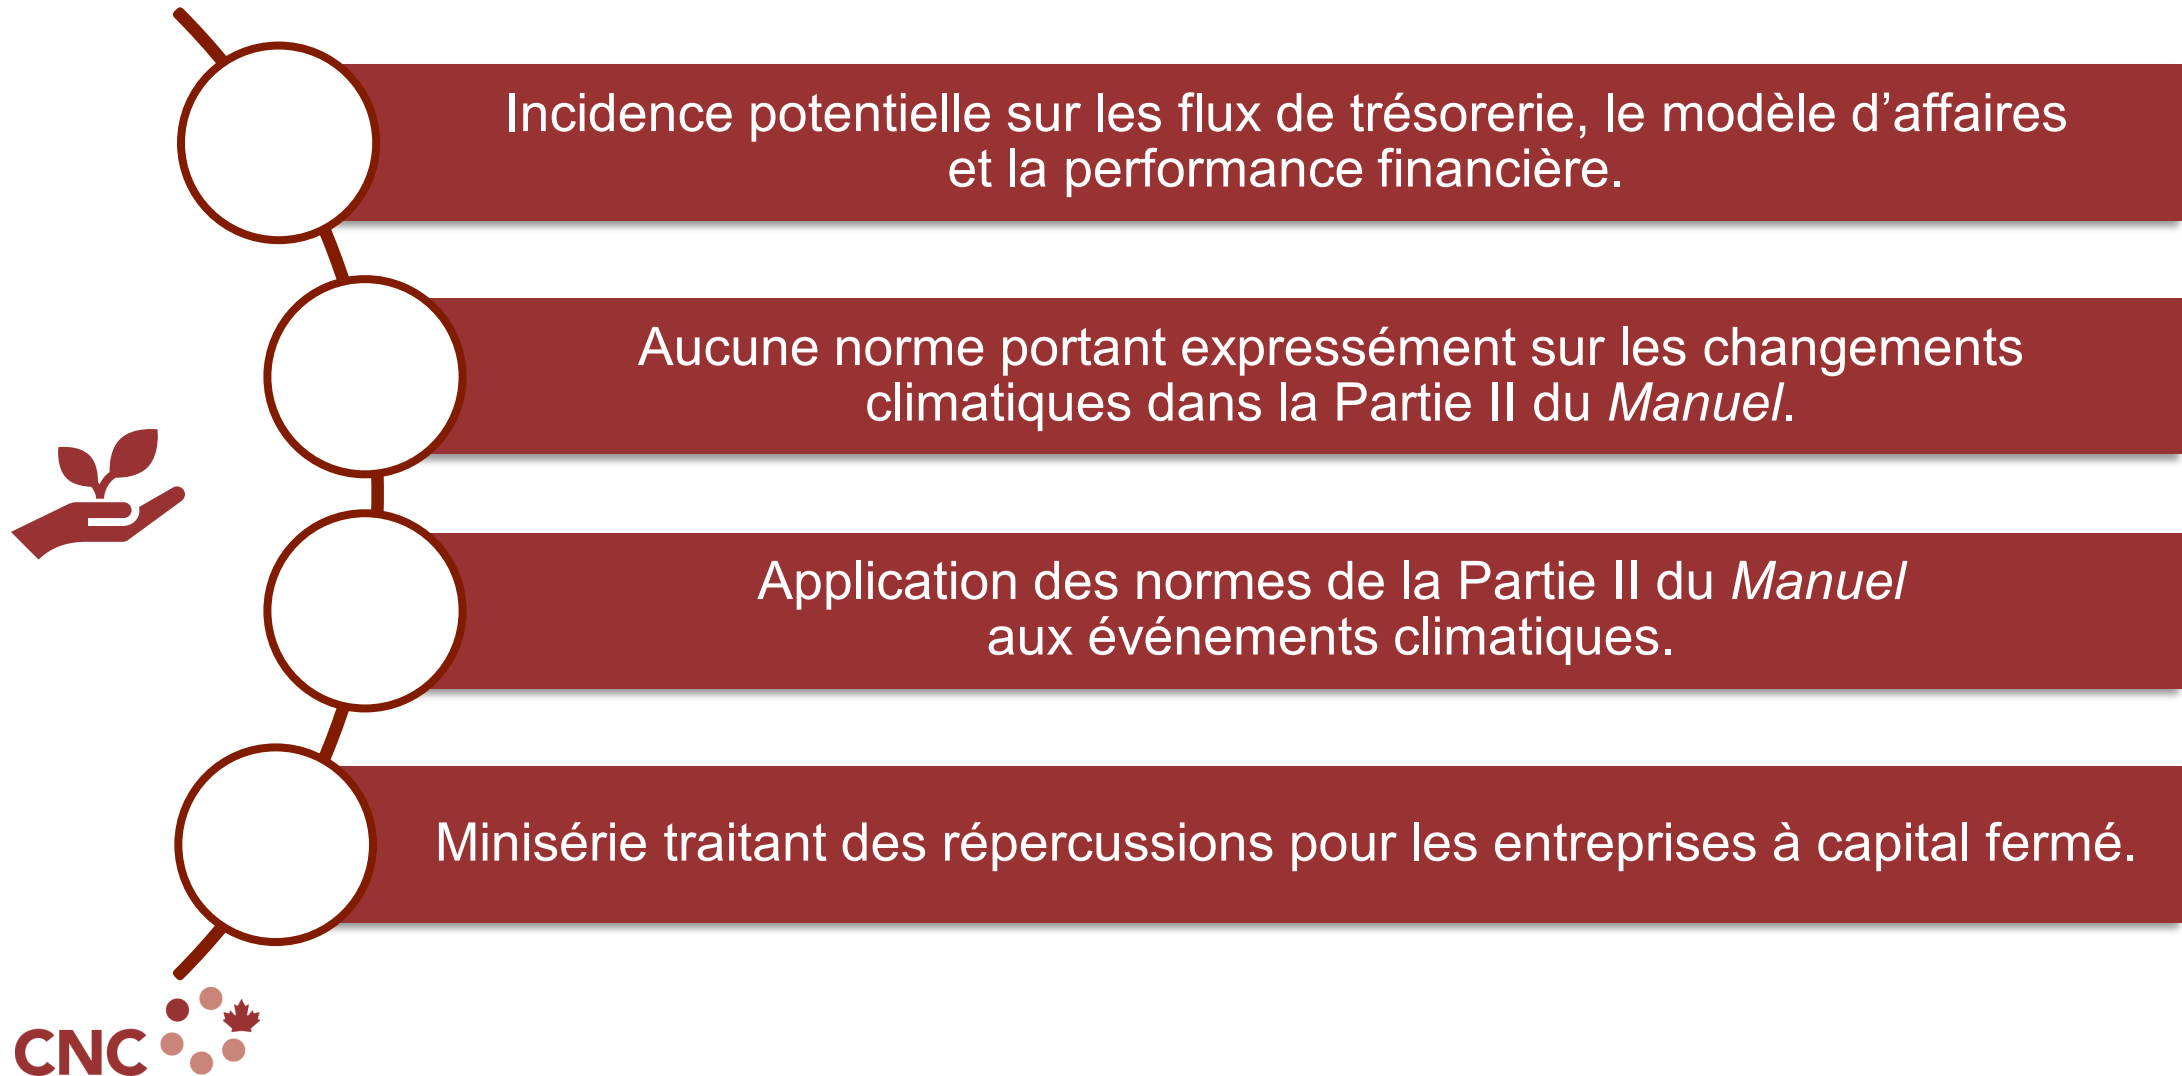 Incidence potentielle sur les flux de trésorerie, le modèle d’affaires
et la performance financière.
Aucune norme portant expressément sur les changements
climatiques dans la Partie II du Manuel.
Application des normes de la Partie II du Manuel
aux événements climatiques.
Minisérie traitant des répercussions pour les entreprises à capital fermé.
CNC